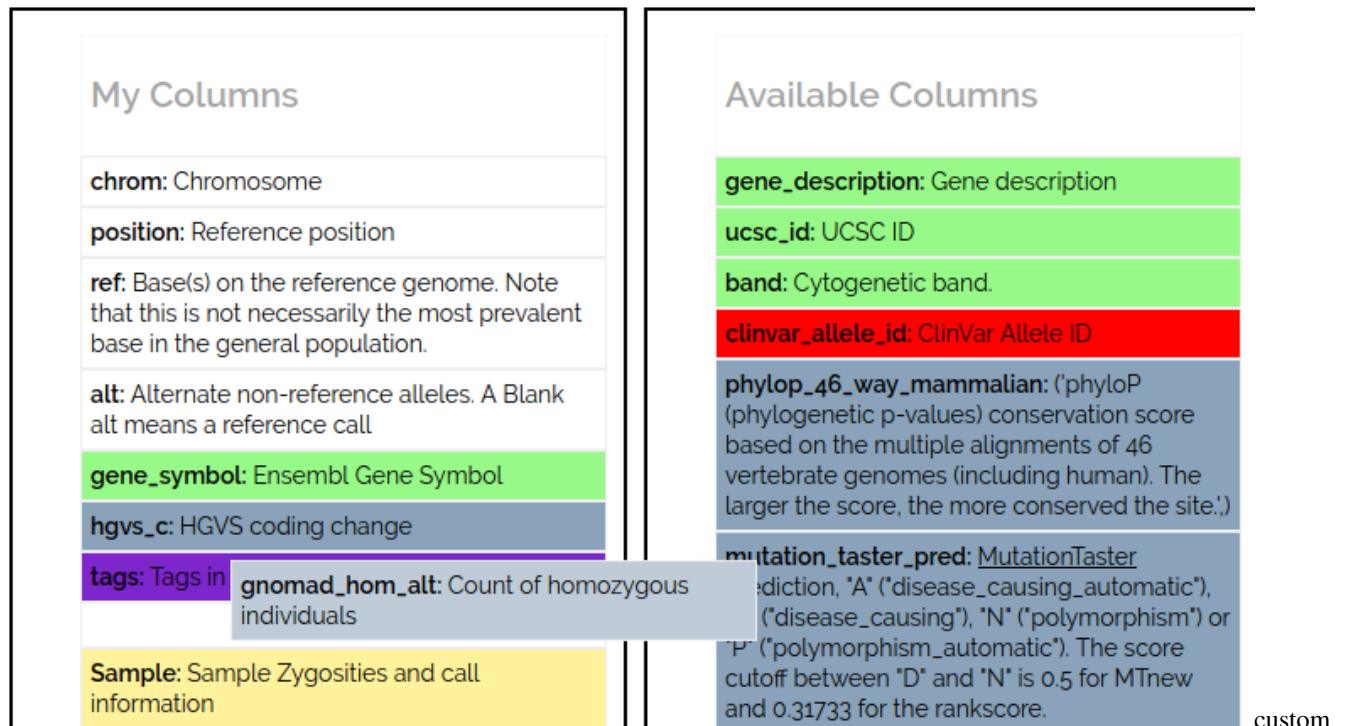 My Columns
chrom: Chromosome
position: Reference position
ref: Base(s) on the reference genome. Note
that this is not necessarily the most prevalent
base in the general population.
alt: Alternate non-reference alleles. A Blank
alt means a reference call
gene_symbol: Ensembl Gene Symbol
hgvs_c: HGVS coding change
tags: Tags in
gnomad_hom_alt: Count of homozygous
individuals
Sample: Sample Zygosities and call
information
Available Columns
gene_description: Gene description
ucsc_id: UCSC ID
band: Cytogenetic band.
clinvar_allele_id: ClinVar Allele ID
phylop_46_way_mammalian: ('phyloP
(phylogenetic p-values) conservation score
based on the multiple alignments of 46
vertebrate genomes (including human). The
larger the score, the more conserved the site.',)
mutation_taster_pred: MutationTaster
"A" ("disease_causing_automatic"),
("disease_causing"), "N" ("polymorphism") or
"P" ("polymorphism_automatic"). The score
cutoff between "D" and "N" is 0.5 for MTnew
and 0.31733 for the rankscore.
custom